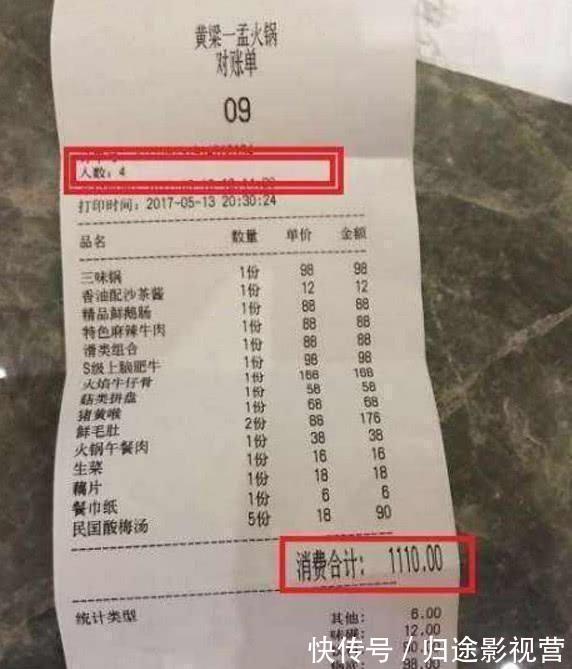 黄粱一孟火锅
对账单
09
人数：4
打印时间：2017-05-13 20:30:24
品名 数量 单价 金额
三味锅 1份 98 98
香油配沙茶酱 1份 12 12
精品鲜鹅肠 1份 88 88
特色麻辣牛肉 1份 88 88
滑类组合 1份 88 88
S级上脑肥牛 1份 98 98
火焰牛仔骨 1份 168 168
菇类拼盘 1份 58 58
猪黄喉 1份 68 68
鲜毛肚 2份 88 176
火锅午餐肉 1份 38 38
生菜 1份 16 16
藕片 1份 18 18
餐巾纸 1份 6 6
民国酸梅汤 5份 18 90
消费合计： 1110.00
统计类型 其他： 6.00
12.00
快传号 / 归途影视营